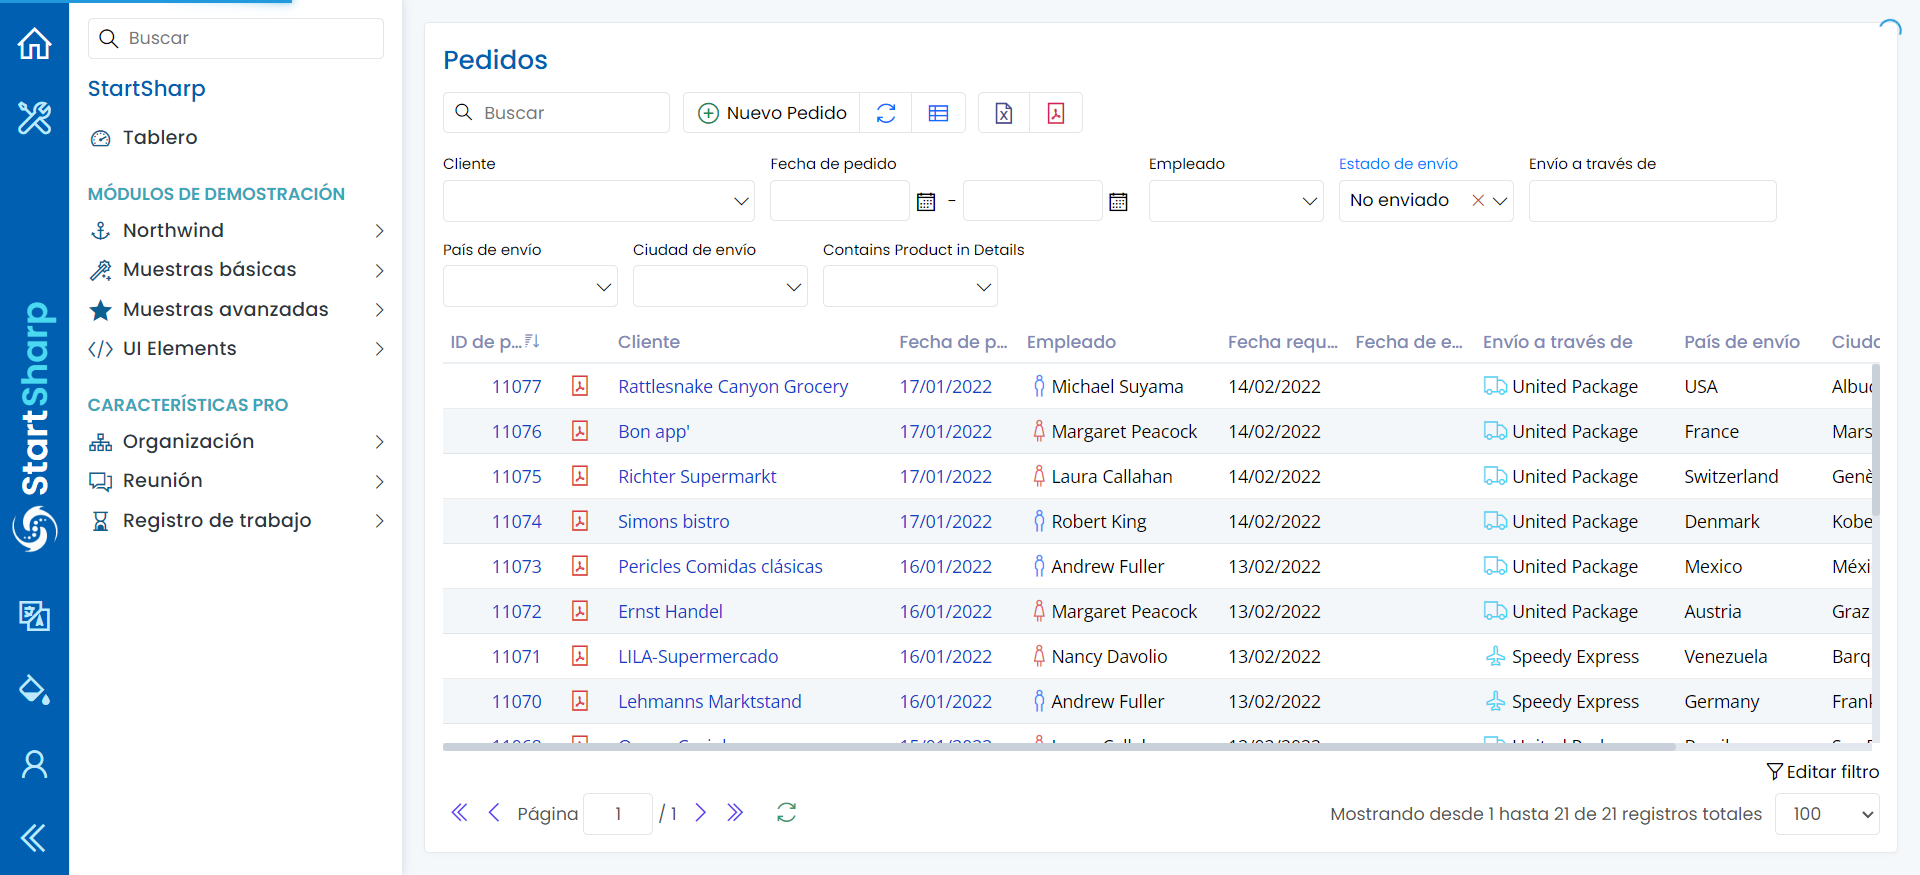 Buscar
StartSharp
Tablero
MÓDULOS DE DEMOSTRACIÓN
Northwind
Muestras básicas
Muestras avanzadas
UI Elements
CARACTERÍSTICAS PRO
Organización
Reunión
Registro de trabajo
StartSharp
Pedidos
Buscar
Nuevo Pedido
Cliente
Fecha de pedido
Empleado
Estado de envío
Envío a través de
-
No enviado
País de envío
Ciudad de envío
Contains Product in Details
ID de p... Cliente Fecha de p... Empleado Fecha requ... Fecha de e... Envío a través de País de envío Ciudc
11077 Rattlesnake Canyon Grocery 17/01/2022 Michael Suyama 14/02/2022 United Package USA Albuc
11076 Bon app' 17/01/2022 Margaret Peacock 14/02/2022 United Package France Mars
11075 Richter Supermarkt 17/01/2022 Laura Callahan 14/02/2022 United Package Switzerland Genè
11074 Simons bistro 17/01/2022 Robert King 14/02/2022 United Package Denmark Kobe
11073 Pericles Comidas clásicas 16/01/2022 Andrew Fuller 13/02/2022 United Package Mexico Méxi
11072 Ernst Handel 16/01/2022 Margaret Peacock 13/02/2022 United Package Austria Graz
11071 LILA-Supermercado 16/01/2022 Nancy Davolio 13/02/2022 Speedy Express Venezuela Barq
11070 Lehmanns Marktstand 16/01/2022 Andrew Fuller 13/02/2022 Speedy Express Germany Frank
Editar filtro
Página 1 / 1
Mostrando desde 1 hasta 21 de 21 registros totales 100